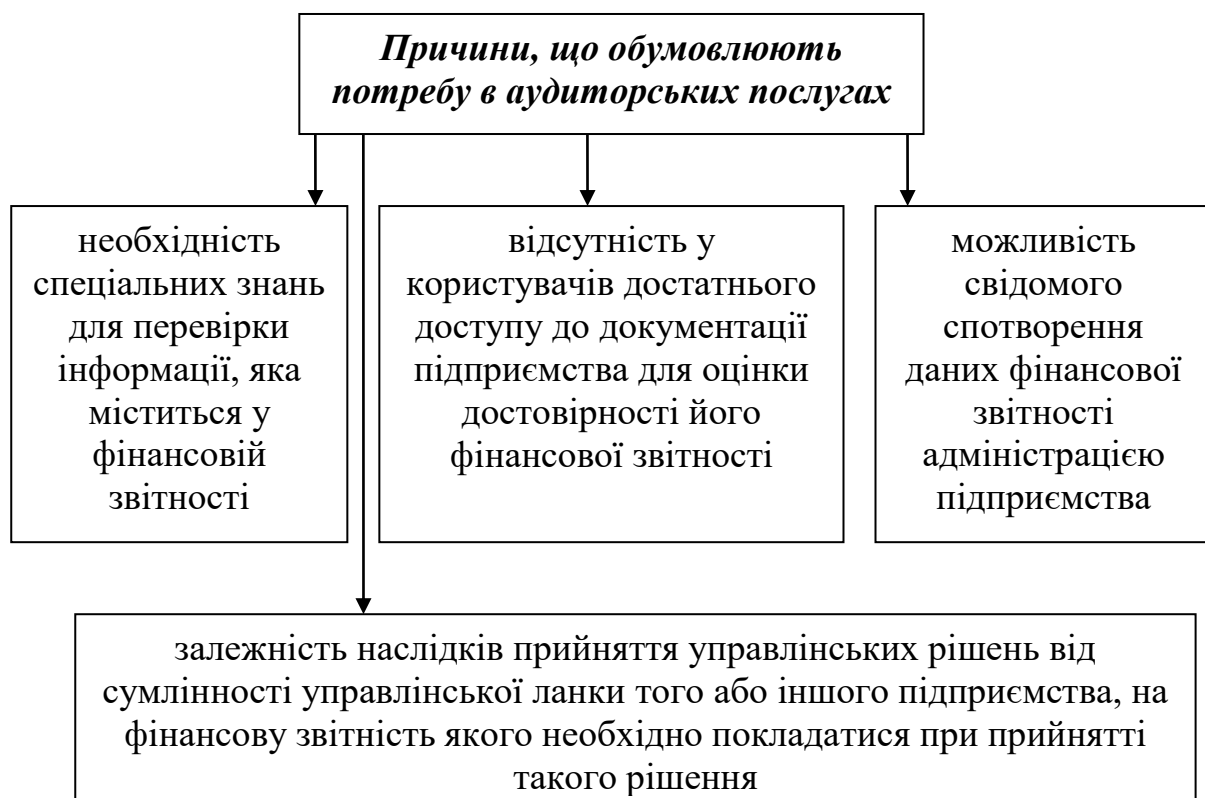 Причини, що обумовлюють
потребу в аудиторських послугах
необхідність
спеціальних знань
для перевірки
інформації, яка
міститься у
фінансовій
звітності
відсутність у
користувачів достатнього
доступу до документації
підприємства для оцінки
достовірності його
фінансової звітності
можливість
свідомого
спотворення
даних фінансової
звітності
адміністрацією
підприємства
залежність наслідків прийняття управлінських рішень від
сумлінності управлінської ланки того або іншого підприємства, на
фінансову звітність якого необхідно покладатися при прийнятті
такого рішення